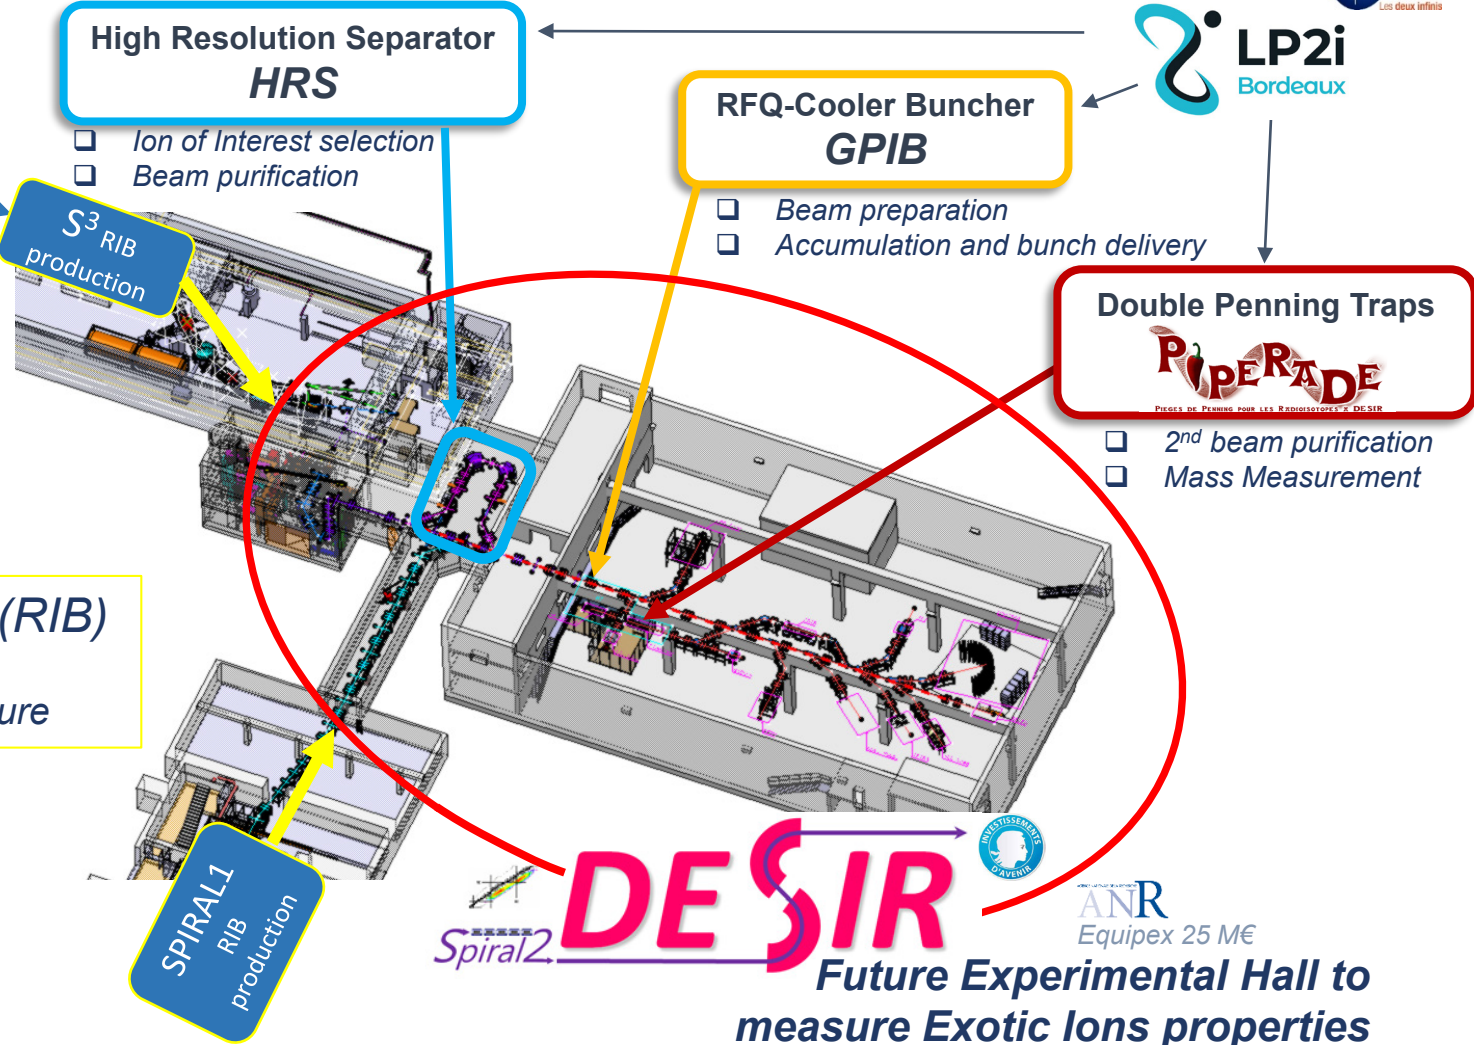 Les deux infinis
High Resolution Separator
HRS
LP2i
Bordeaux
RFQ-Cooler Buncher
GPIB
Ion of Interest selection
Beam purification
Beam preparation
Accumulation and bunch delivery
S3 RIB
production
Double Penning Traps
PIPERADE
PIEGES DE PENNING POUR LES RADIOISOTOPES A DESIR
2nd beam purification
Mass Measurement
(RIB)
ure
SPIRAL1
RIB
production
DESIR
Spiral2
INVESTISSEMENTS
D'AVENIR
ANR
Equipex 25 M€
Future Experimental Hall to
measure Exotic Ions properties